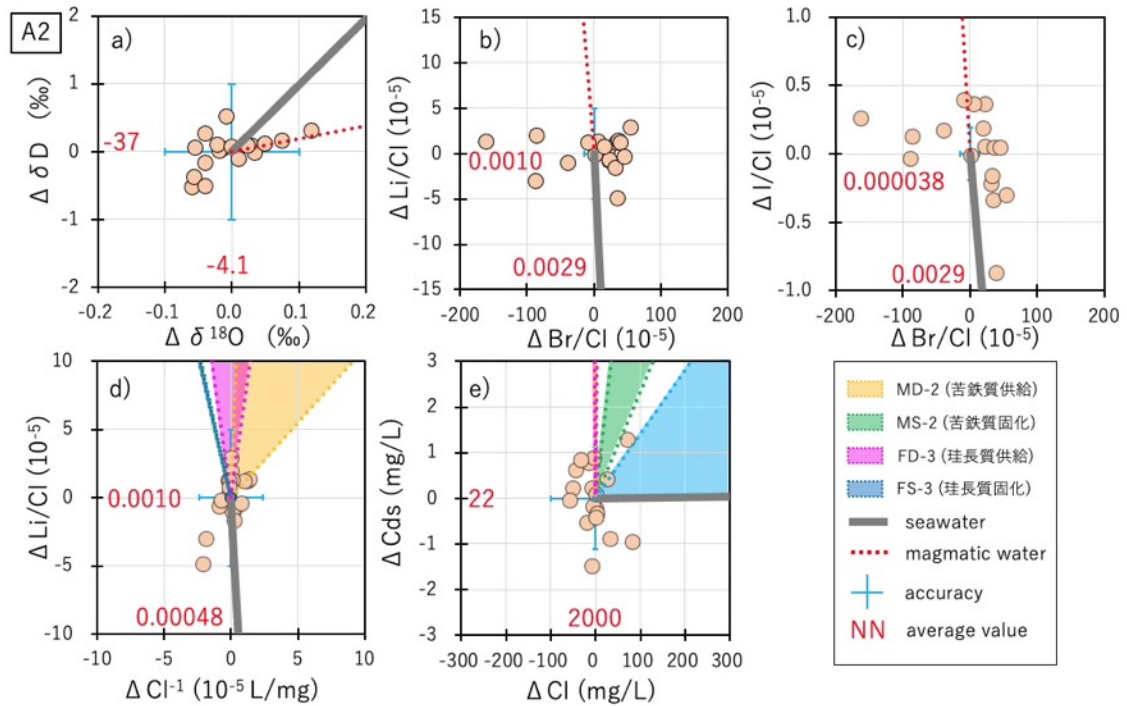 A2
a)
2
1
0
-1
-2
-0.2
-0.1
0.0
0.1
0.2
Δ δD (‰)
Δ δ¹⁸O (‰)
-37
-4.1
b)
15
10
5
0
-5
-10
-15
-200
-100
0
100
200
Δ Li/Cl (10⁻⁵)
Δ Br/Cl (10⁻⁵)
0.0010
0.0029
c)
1.0
0.5
0.0
-0.5
-1.0
-200
-100
0
100
200
Δ I/Cl (10⁻⁵)
Δ Br/Cl (10⁻⁵)
0.000038
0.0029
d)
10
5
0
-5
-10
-10
-5
0
5
10
Δ Li/Cl (10⁻⁵)
Δ Cl⁻¹ (10⁻⁵ L/mg)
0.0010
0.00048
e)
3
2
1
0
-1
-2
-3
-300
-200
-100
0
100
200
300
Δ Cds (mg/L)
Δ Cl (mg/L)
22
2000
MD-2 (苦鉄質供給)
MS-2 (苦鉄質固化)
FD-3 (珪長質供給)
FS-3 (珪長質固化)
seawater
magmatic water
accuracy
NN average value